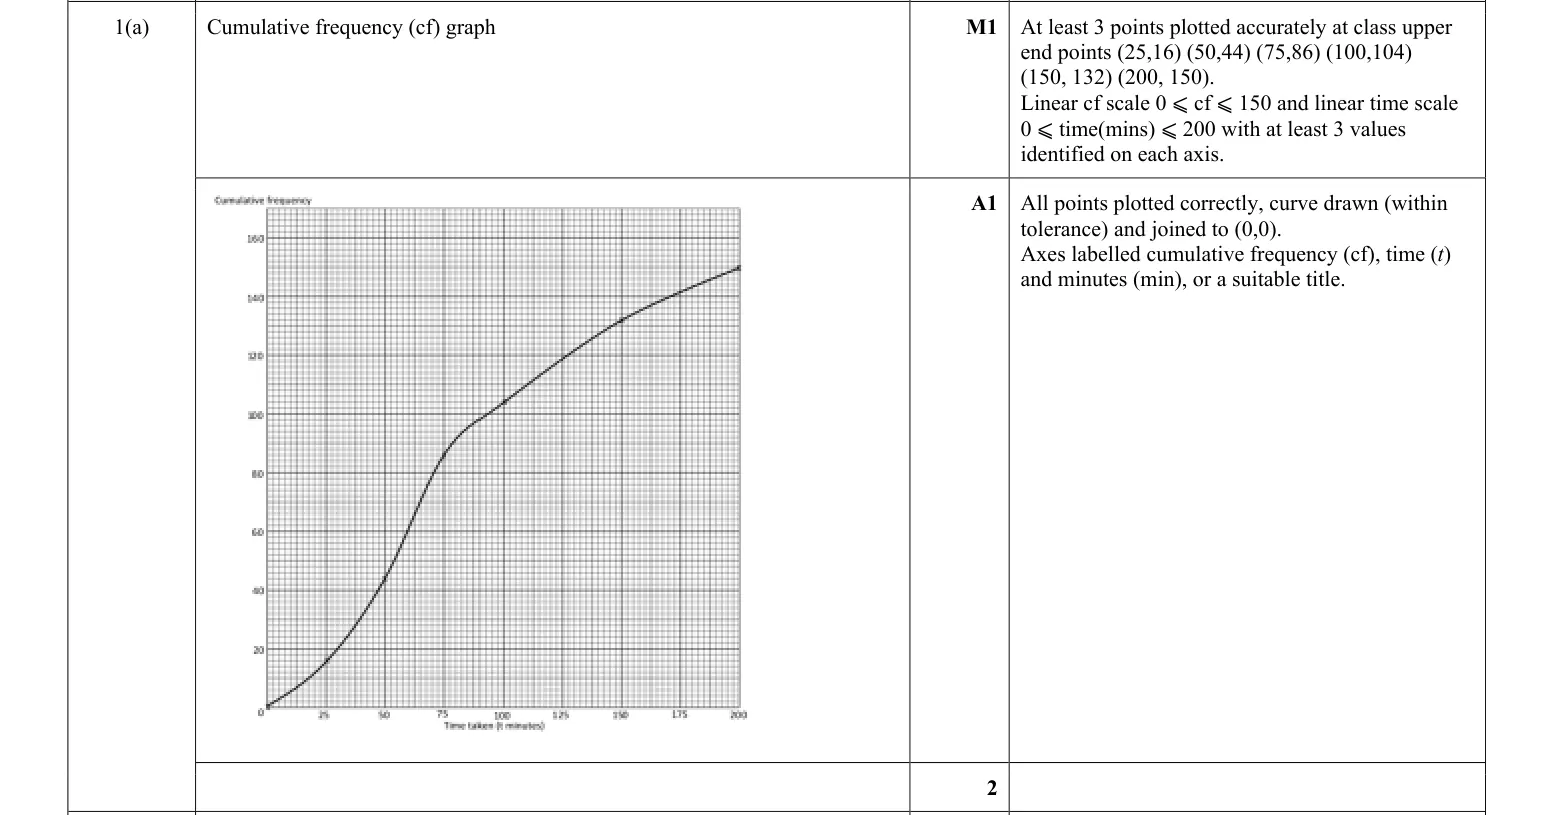 1(a)
Cumulative frequency (cf) graph
M1
At least 3 points plotted accurately at class upper
end points (25,16) (50,44) (75,86) (100,104)
(150, 132) (200, 150).
Linear cf scale 0 ⩽ cf ⩽ 150 and linear time scale
0 ⩽ time(mins) ⩽ 200 with at least 3 values
identified on each axis.
Cumulative frequency
160
140
120
100
80
60
40
20
0
25 50 75 100 125 150 175 200
Time taken (t minutes)
A1
All points plotted correctly, curve drawn (within
tolerance) and joined to (0,0).
Axes labelled cumulative frequency (cf), time (t)
and minutes (min), or a suitable title.
2